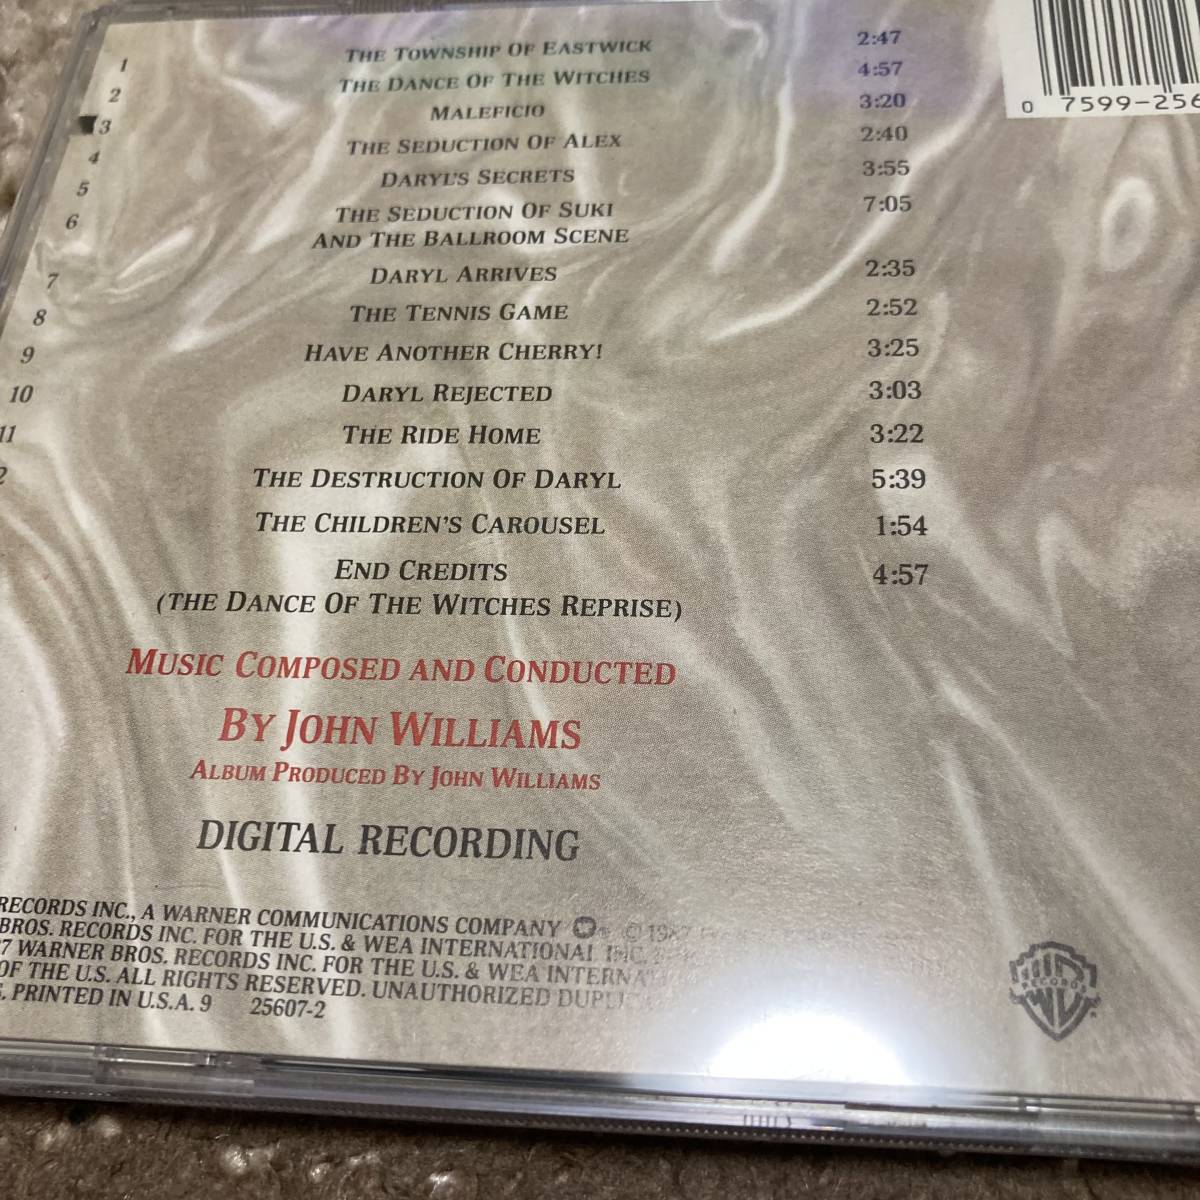 1 THE TOWNSHIP OF EASTWICK 2:47
2 THE DANCE OF THE WITCHES 4:57
3 MALEFICIO 3:20
4 THE SEDUCTION OF ALEX 2:40
5 DARYL'S SECRETS 3:55
6 THE SEDUCTION OF SUKI 7:05
AND THE BALLROOM SCENE
7 DARYL ARRIVES 2:35
8 THE TENNIS GAME 2:52
9 HAVE ANOTHER CHERRY! 3:25
10 DARYL REJECTED 3:03
11 THE RIDE HOME 3:22
2 THE DESTRUCTION OF DARYL 5:39
THE CHILDREN'S CAROUSEL 1:54
END CREDITS 4:57
(THE DANCE OF THE WITCHES REPRISE)
MUSIC COMPOSED AND CONDUCTED
BY JOHN WILLIAMS
ALBUM PRODUCED BY JOHN WILLIAMS
DIGITAL RECORDING
RECORDS INC., A WARNER COMMUNICATIONS COMPANY © 1987
BROS. RECORDS INC. FOR THE U.S. & WEA INTERNATIONAL INC.
7 WARNER BROS. RECORDS INC. FOR THE U.S. & WEA INTERNA
OF THE U.S. ALL RIGHTS RESERVED. UNAUTHORIZED DUPLIC
. PRINTED IN U.S.A. 9 25607-2
0 7599-256
RECORDS